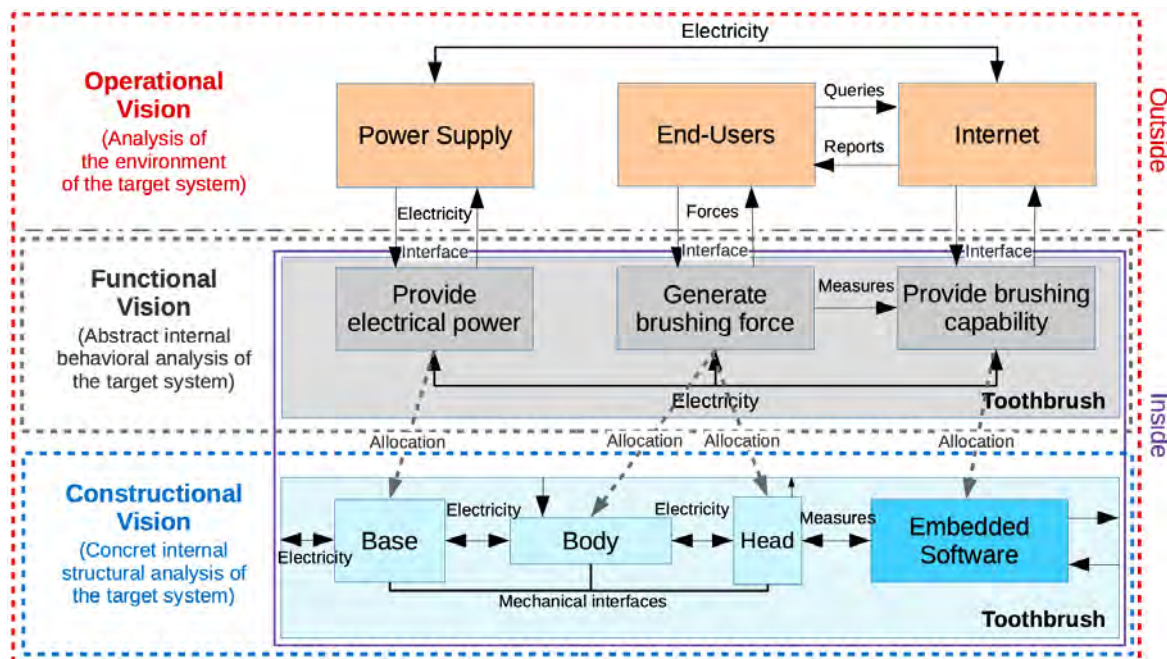 Electricity
Operational
Vision
(Analysis of
the environment
of the target system)
Power Supply
End-Users
Queries
Reports
Internet
Outside
Electricity
Forces
Interface
Interface
Interface
Functional
Vision
(Abstract internal
behavioral analysis of
the target system)
Provide
electrical power
Generate
brushing force
Measures
Provide brushing
capability
Electricity
Toothbrush
Inside
Allocation
Allocation
Allocation
Allocation
Constructional
Vision
(Concret internal
structural analysis of
the target system)
Electricity
Base
Electricity
Body
Electricity
Head
Measures
Embedded
Software
Mechanical interfaces
Toothbrush